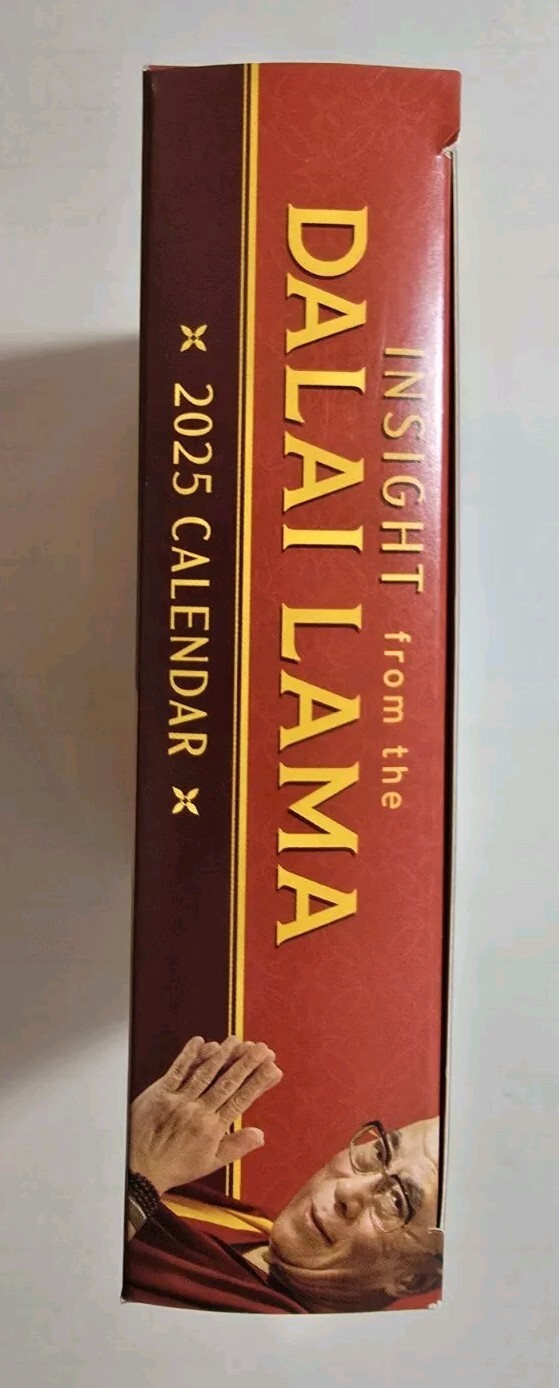 INSIGHT from the
DALAI LAMA
2025 CALENDAR